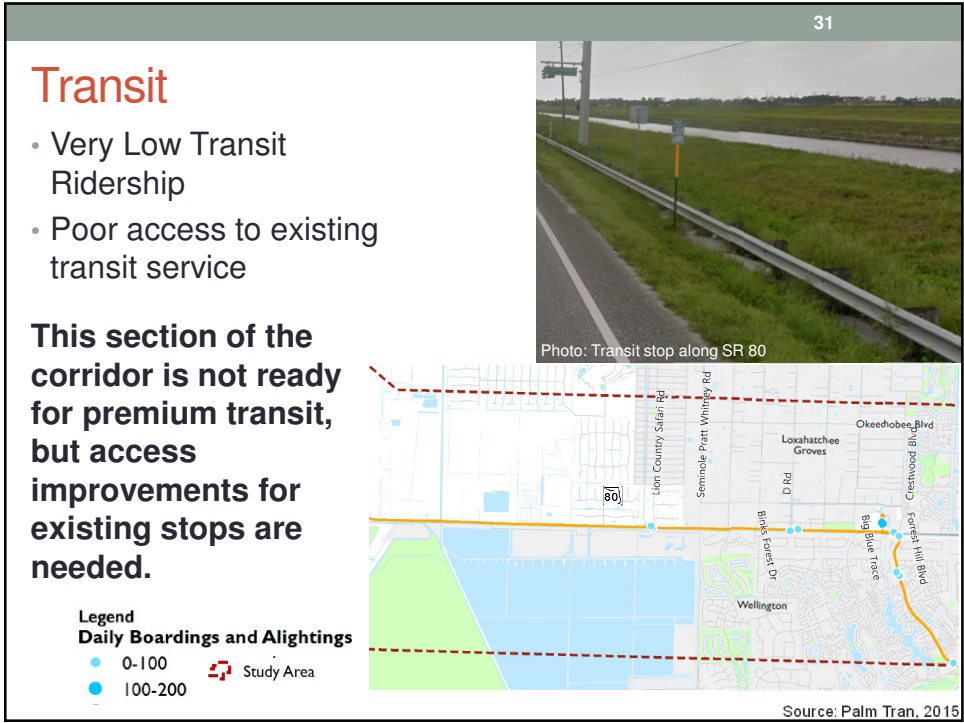 31
Transit
• Very Low Transit
Ridership
• Poor access to existing
transit service
This section of the
corridor is not ready
for premium transit,
but access
improvements for
existing stops are
needed.
Photo: Transit stop along SR 80
Lion Country Safari Rd
Seminole Pratt Whitney Rd
Okeechobee Blvd
Loxahatchee
Groves
Crestwood Blvd
D Rd
80
Binks Forest Dr
Big Blue Trace
Forrest Hill Blvd
Wellington
Legend
Daily Boardings and Alightings
0-100
Study Area
100-200
Source: Palm Tran, 2015